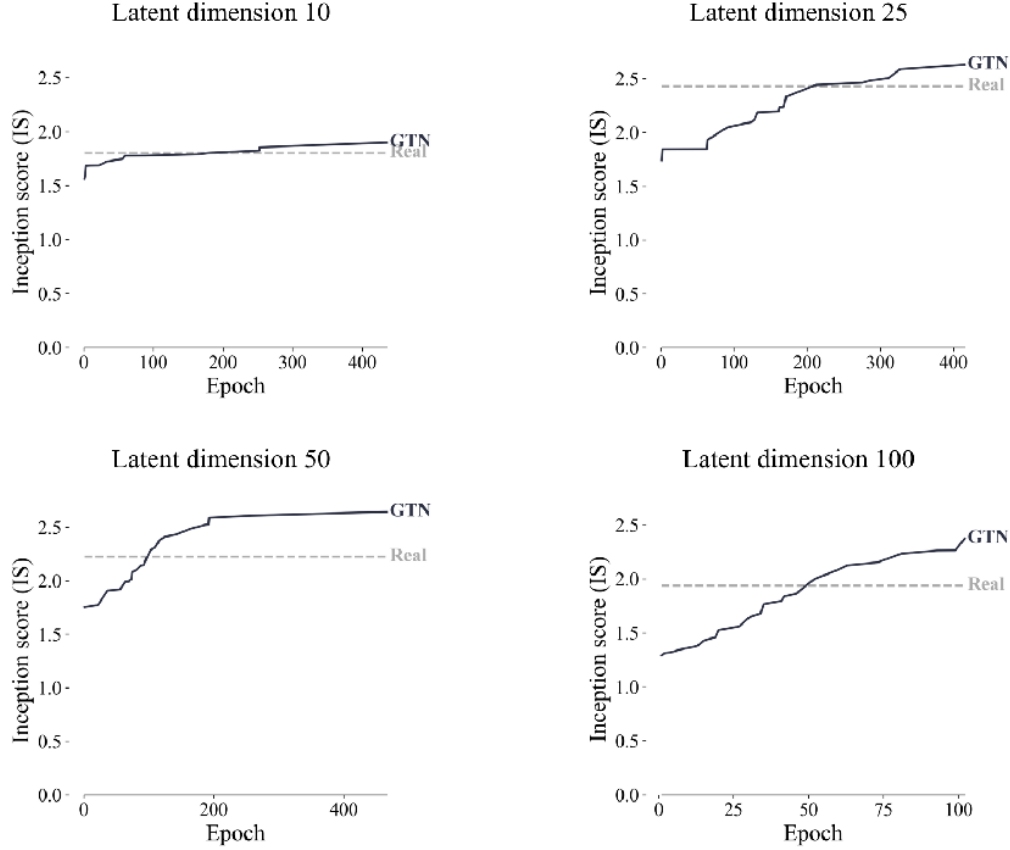 Latent dimension 10
Inception score (IS)
2.5
2.0
1.5
1.0
0.5
0.0
GTN
Real
0 100 200 300 400
Epoch
Latent dimension 25
Inception score (IS)
2.5
2.0
1.5
1.0
0.5
0.0
GTN
Real
0 100 200 300 400
Epoch
Latent dimension 50
Inception score (IS)
2.5
2.0
1.5
1.0
0.5
0.0
GTN
Real
0 200 400
Epoch
Latent dimension 100
Inception score (IS)
2.5
2.0
1.5
1.0
0.5
0.0
GTN
Real
0 25 50 75 100
Epoch